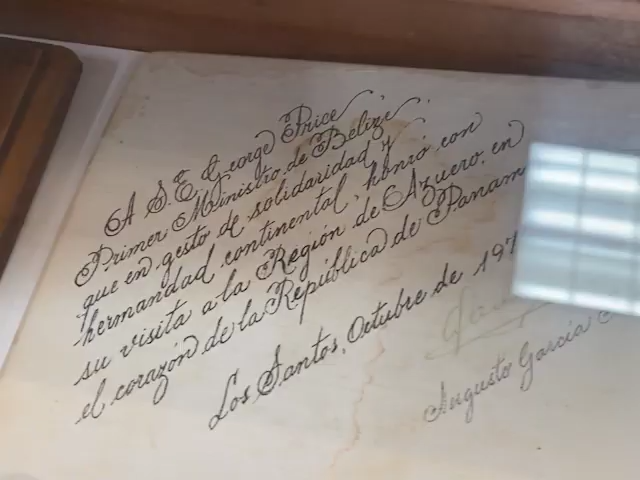 A S.E. George Price
Primer Ministro de Belize,
que en gesto de solidaridad y
hermandad continental, honró con
su visita a la Región de Azuero, en
el corazón de la República de Panam
Los Santos, Octubre de 197
Augusto García